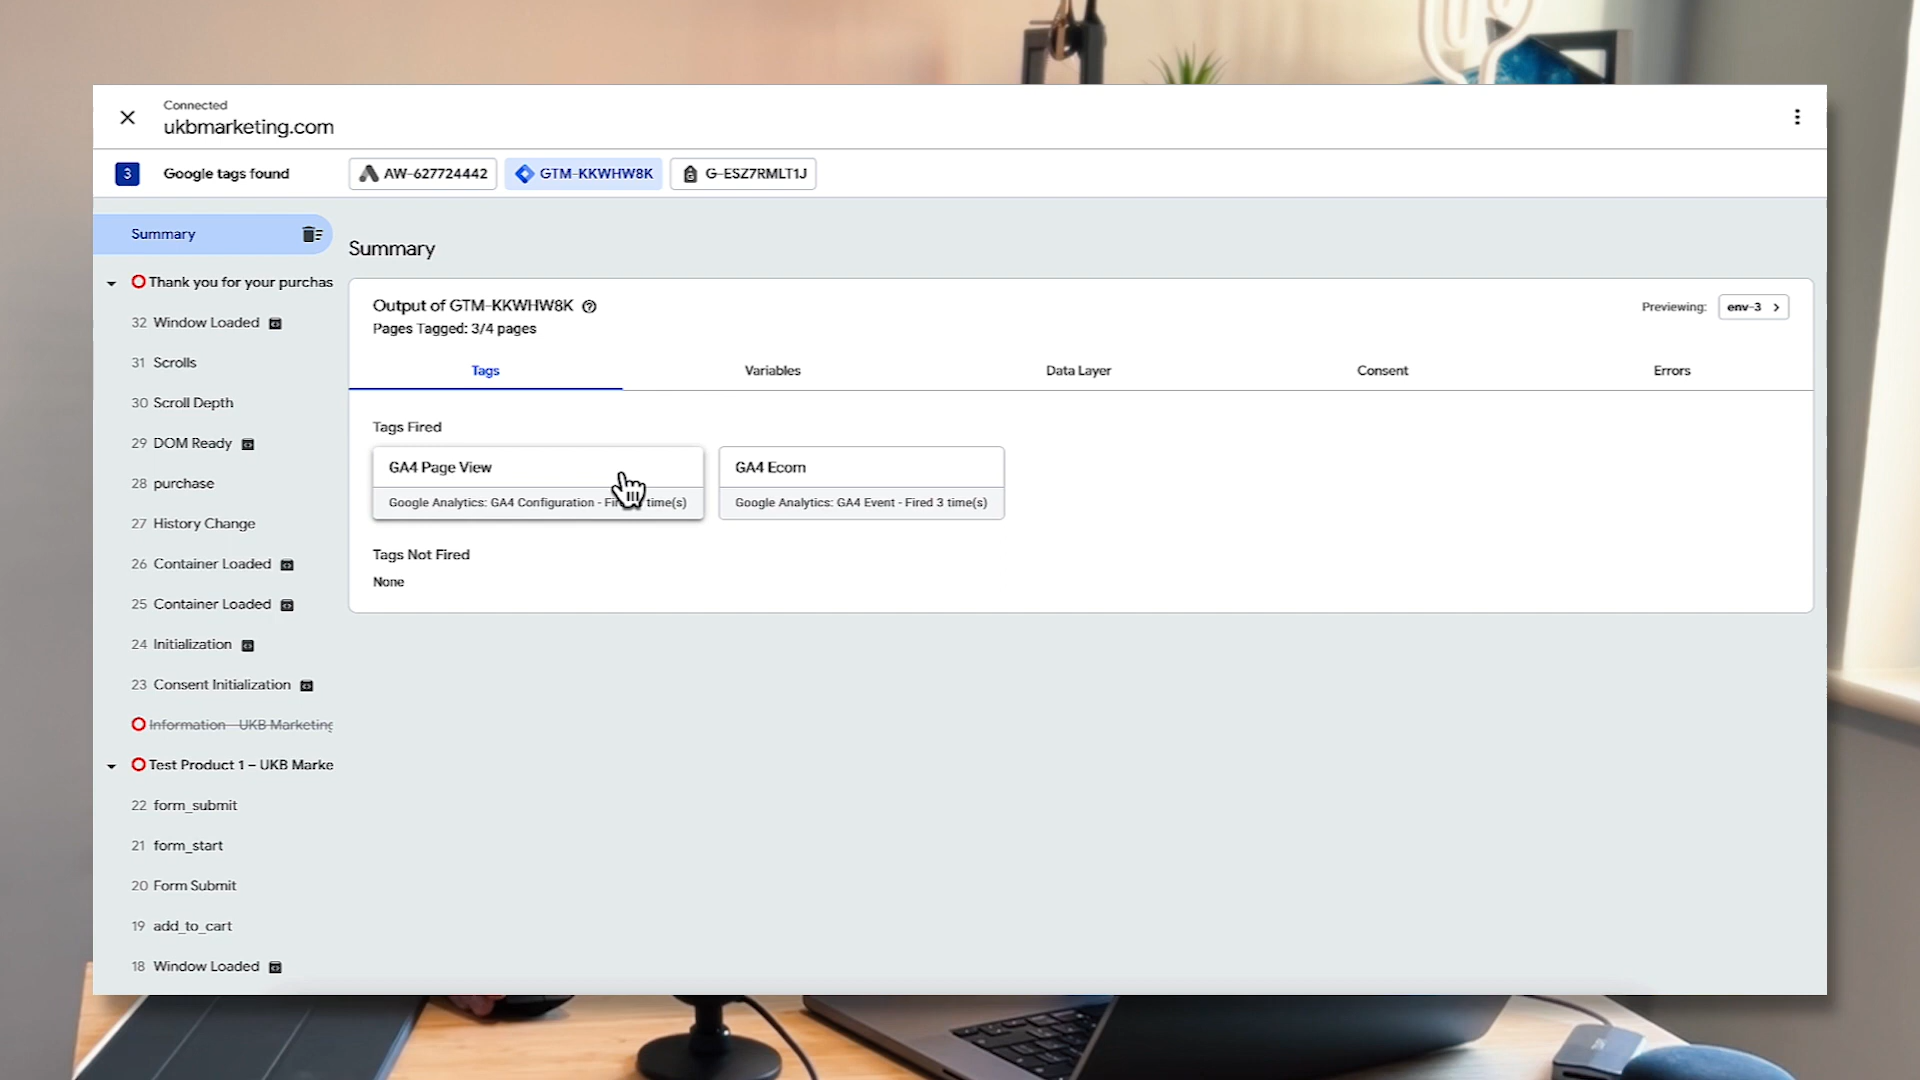 Connected
ukbmarketing.com
3 Google tags found AW-627724442 GTM-KKWHW8K G-ESZ7RMLT1J
Summary
Thank you for your purchas
32 Window Loaded
31 Scrolls
30 Scroll Depth
29 DOM Ready
28 purchase
27 History Change
26 Container Loaded
25 Container Loaded
24 Initialization
23 Consent Initialization
Information - UKB Marketing
Test Product 1 – UKB Marke
22 form_submit
21 form_start
20 Form Submit
19 add_to_cart
18 Window Loaded
Summary
Output of GTM-KKWHW8K
Pages Tagged: 3/4 pages
Previewing: env-3
Tags Variables Data Layer Consent Errors
Tags Fired
GA4 Page View
Google Analytics: GA4 Configuration - time(s)
GA4 Ecom
Google Analytics: GA4 Event - Fired 3 time(s)
Tags Not Fired
None